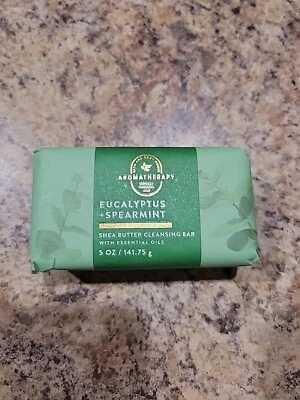 AROMATHERAPY
EUCALYPTUS
+SPEARMINT
SHEA BUTTER CLEANSING BAR
WITH ESSENTIAL OILS
5 OZ / 141.75 g